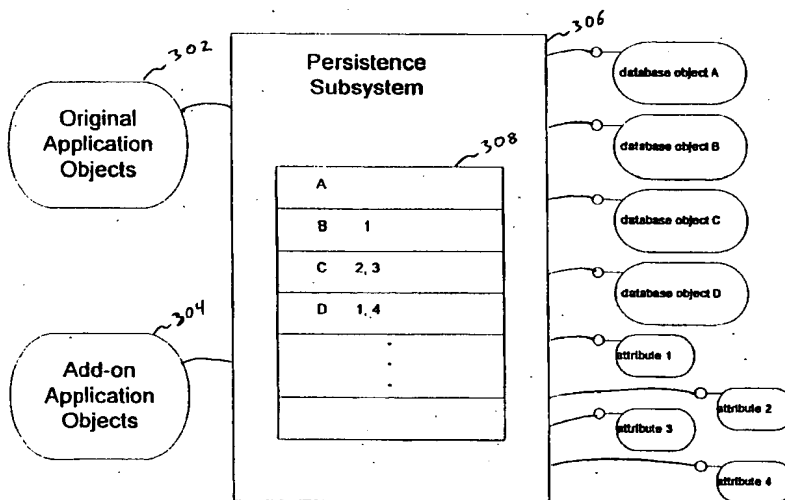 302
Original
Application
Objects
304
Add-on
Application
Objects
306
Persistence
Subsystem
308
A
B 1
C 2, 3
D 1, 4
database object A
database object B
database object C
database object D
attribute 1
attribute 2
attribute 3
attribute 4